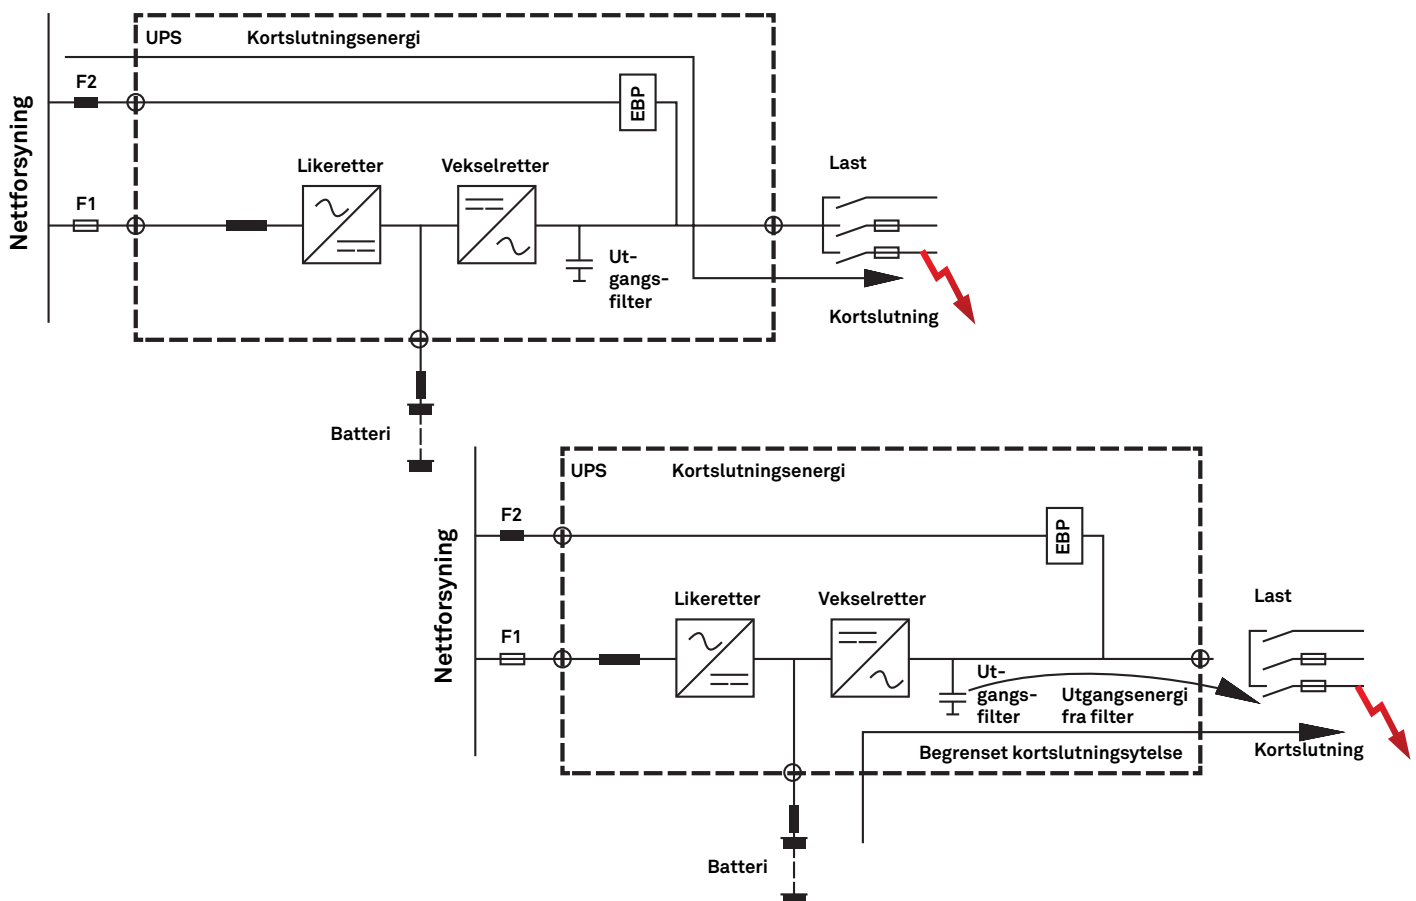 UPS
Kortslutningsenergi
F2
EBP
Nettforsyning
Likeretter
Vekselretter
Last
F1
Ut-
gangs-
filter
Kortslutning
Batteri
UPS
Kortslutningsenergi
F2
EBP
Nettforsyning
Likeretter
Vekselretter
Last
F1
Ut-
gangs-
filter
Utgangsenergi
fra filter
Begrenset kortslutningsytelse
Kortslutning
Batteri